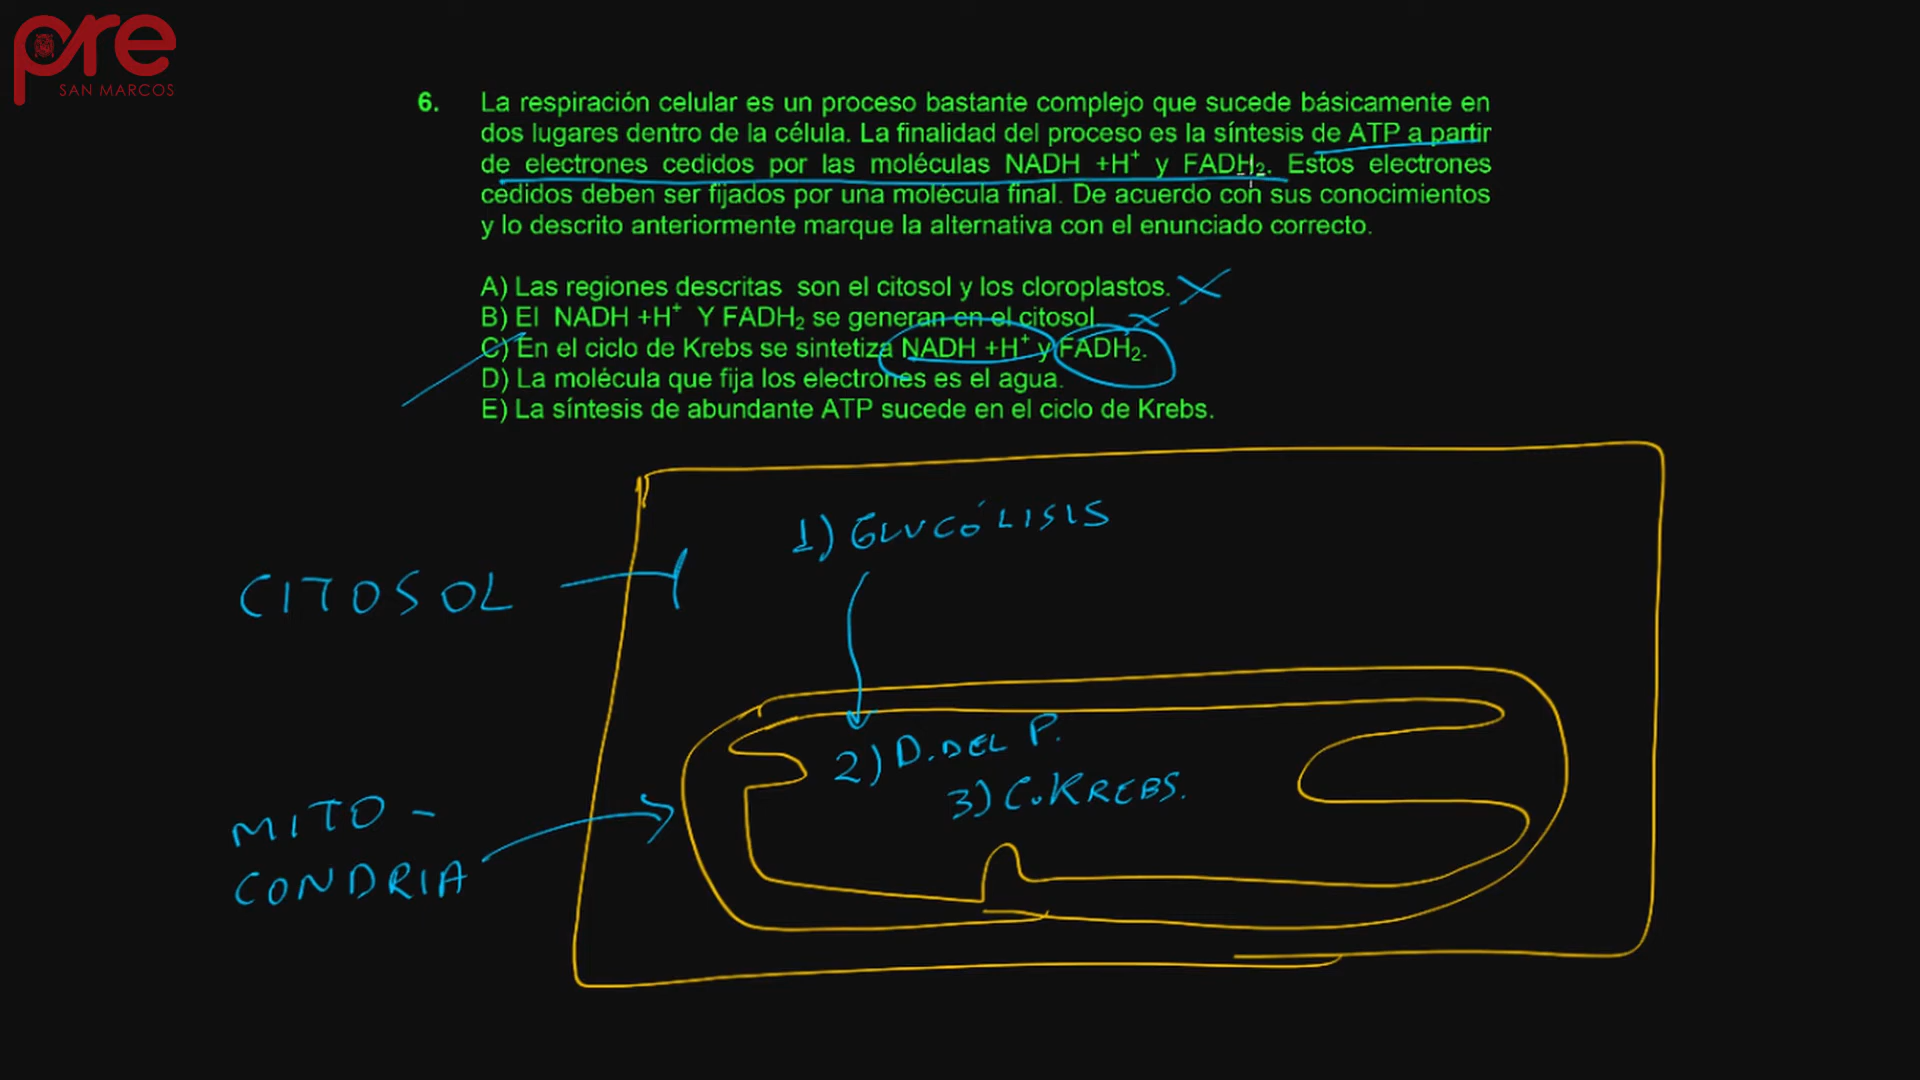 pre
SAN MARCOS
6. La respiración celular es un proceso bastante complejo que sucede básicamente en
dos lugares dentro de la célula. La finalidad del proceso es la síntesis de ATP a partir
de electrones cedidos por las moléculas NADH +H⁺ y FADH₂. Estos electrones
cedidos deben ser fijados por una molécula final. De acuerdo con sus conocimientos
y lo descrito anteriormente marque la alternativa con el enunciado correcto.
A) Las regiones descritas son el citosol y los cloroplastos.
B) El NADH +H⁺ Y FADH₂ se generan en el citosol.
C) En el ciclo de Krebs se sintetiza NADH +H⁺ y FADH₂.
D) La molécula que fija los electrones es el agua.
E) La síntesis de abundante ATP sucede en el ciclo de Krebs.
1) GLUCÓLISIS
CITOSOL
2) D. DEL P.
3) C. KREBS.
MITO -
CONDRIA